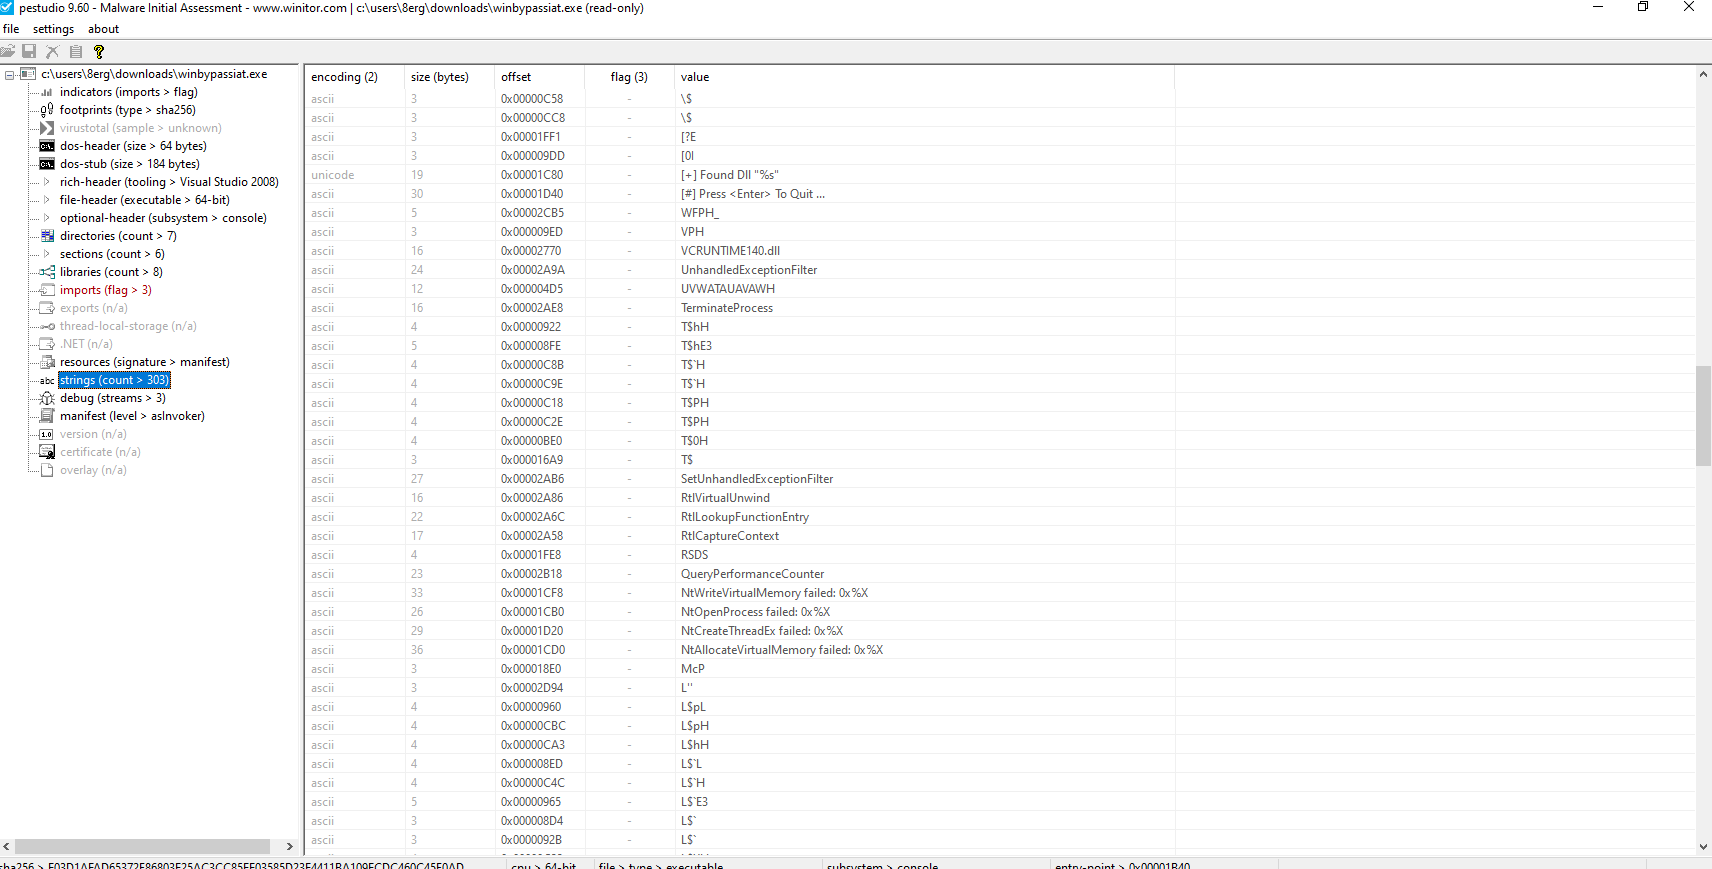 pestudio 9.60 - Malware Initial Assessment - www.winitor.com | c:\users\8erg\downloads\winbypassiat.exe (read-only)
file settings about
c:\users\8erg\downloads\winbypassiat.exe
indicators (imports > flag)
footprints (type > sha256)
virustotal (sample > unknown)
dos-header (size > 64 bytes)
dos-stub (size > 184 bytes)
rich-header (tooling > Visual Studio 2008)
file-header (executable > 64-bit)
optional-header (subsystem > console)
directories (count > 7)
sections (count > 6)
libraries (count > 8)
imports (flag > 3)
exports (n/a)
thread-local-storage (n/a)
.NET (n/a)
resources (signature > manifest)
abc strings (count > 303)
debug (streams > 3)
manifest (level > asInvoker)
1.0 version (n/a)
certificate (n/a)
overlay (n/a)
encoding (2) size (bytes) offset flag (3) value
ascii 3 0x00000C58 - \$
ascii 3 0x00000CC8 - \$
ascii 3 0x00001FF1 - [?E
ascii 3 0x000009DD - [0I
unicode 19 0x00001C80 - [+] Found Dll "%s"
ascii 30 0x00001D40 - [#] Press <Enter> To Quit ...
ascii 5 0x00002CB5 - WFPH_
ascii 3 0x000009ED - VPH
ascii 16 0x00002770 - VCRUNTIME140.dll
ascii 24 0x00002A9A - UnhandledExceptionFilter
ascii 12 0x000004D5 - UVWATAUAVAWH
ascii 16 0x00002AE8 - TerminateProcess
ascii 4 0x00000922 - T$hH
ascii 5 0x000008FE - T$hE3
ascii 4 0x00000C8B - T$`H
ascii 4 0x00000C9E - T$`H
ascii 4 0x00000C18 - T$PH
ascii 4 0x00000C2E - T$PH
ascii 4 0x00000BE0 - T$0H
ascii 3 0x000016A9 - T$
ascii 27 0x00002AB6 - SetUnhandledExceptionFilter
ascii 16 0x00002A86 - RtlVirtualUnwind
ascii 22 0x00002A6C - RtlLookupFunctionEntry
ascii 17 0x00002A58 - RtlCaptureContext
ascii 4 0x00001FE8 - RSDS
ascii 23 0x00002B18 - QueryPerformanceCounter
ascii 33 0x00001CF8 - NtWriteVirtualMemory failed: 0x%X
ascii 26 0x00001CB0 - NtOpenProcess failed: 0x%X
ascii 29 0x00001D20 - NtCreateThreadEx failed: 0x%X
ascii 36 0x00001CD0 - NtAllocateVirtualMemory failed: 0x%X
ascii 3 0x000018E0 - McP
ascii 3 0x00002D94 - L''
ascii 4 0x00000960 - L$pL
ascii 4 0x00000CBC - L$pH
ascii 4 0x00000CA3 - L$hH
ascii 4 0x000008ED - L$`L
ascii 4 0x00000C4C - L$`H
ascii 5 0x00000965 - L$`E3
ascii 3 0x000008D4 - L$`
ascii 3 0x0000092B - L$`
cpu > 64-bit file > type > executable subsystem > console entry-point > 0x00001B40